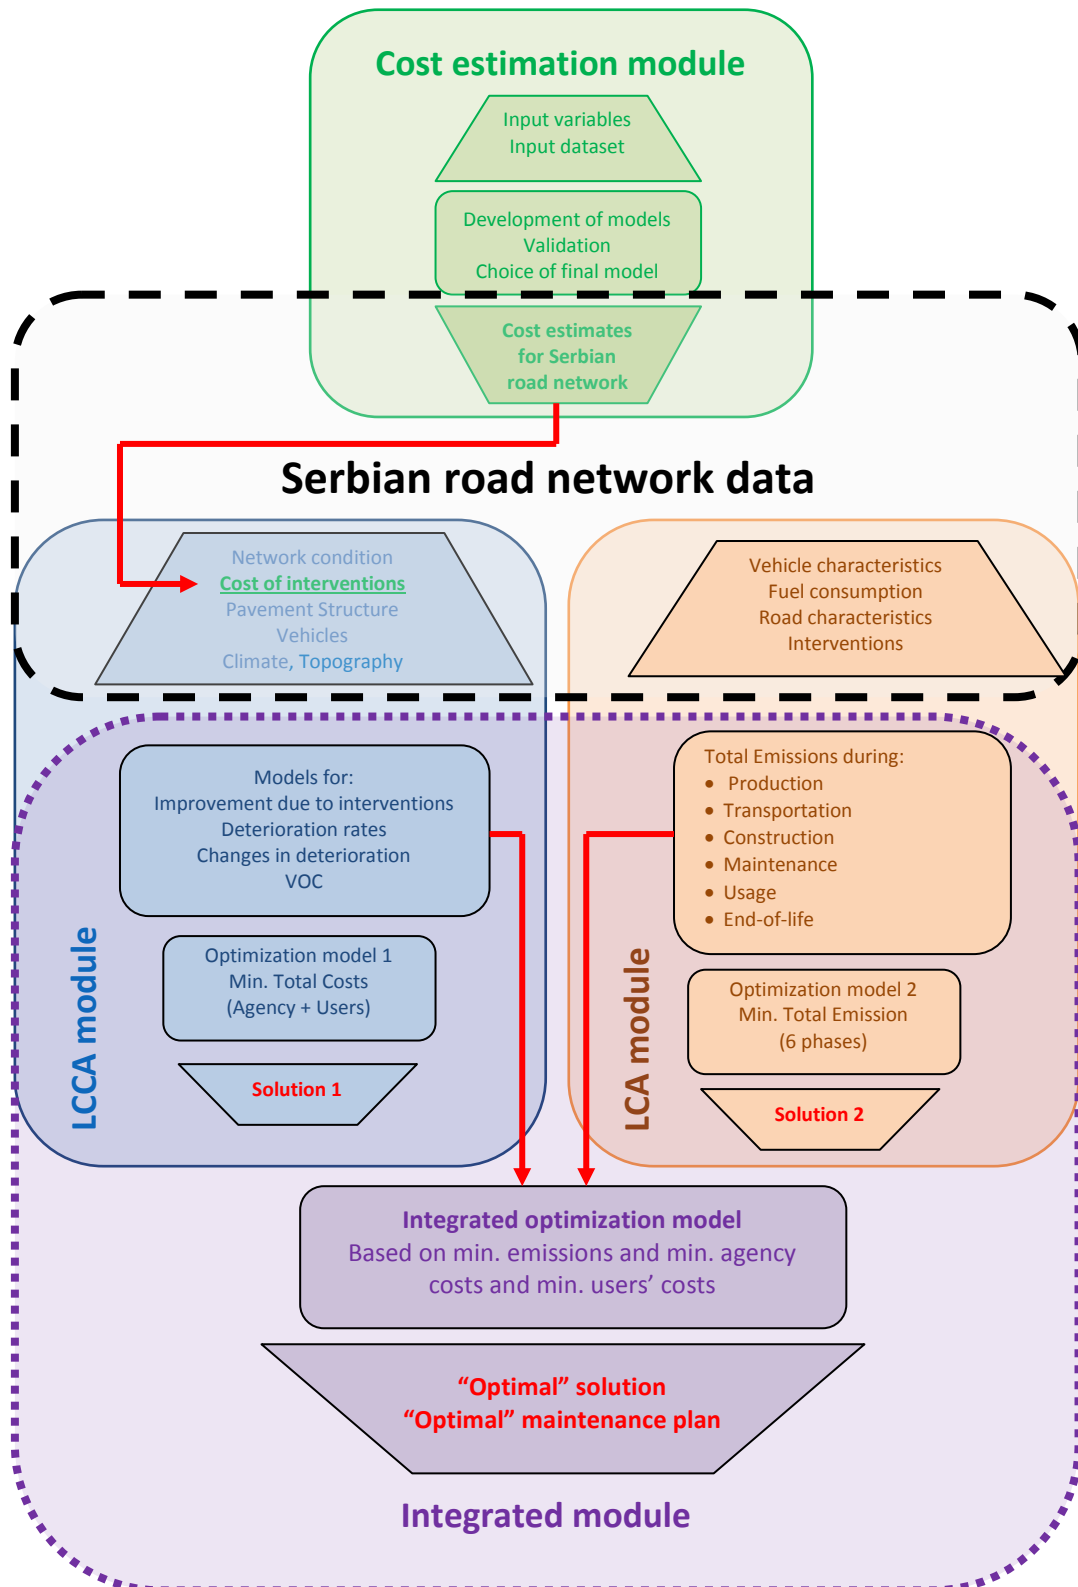 Cost estimation module
Input variables
Input dataset
Development of models
Validation
Choice of final model
Cost estimates
for Serbian
road network
Serbian road network data
Network condition
Cost of interventions
Pavement Structure
Vehicles
Climate, Topography
Vehicle characteristics
Fuel consumption
Road characteristics
Interventions
Models for:
Improvement due to interventions
Deterioration rates
Changes in deterioration
VOC
Optimization model 1
Min. Total Costs
(Agency + Users)
Solution 1
LCCA module
Total Emissions during:
• Production
• Transportation
• Construction
• Maintenance
• Usage
• End-of-life
Optimization model 2
Min. Total Emission
(6 phases)
Solution 2
LCA module
Integrated optimization model
Based on min. emissions and min. agency
costs and min. users’ costs
“Optimal” solution
“Optimal” maintenance plan
Integrated module